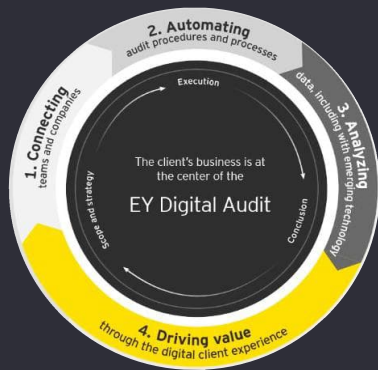 1. Connecting
teams and companies
2. Automating
audit procedures and processes
3. Analyzing
data, including with emerging technology
4. Driving value
through the digital client experience
Scope and strategy
Execution
Conclusion
The client's business is at
the center of the
EY Digital Audit